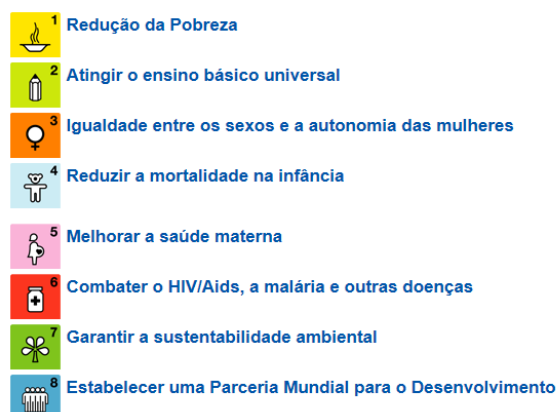 1 Redução da Pobreza
2 Atingir o ensino básico universal
3 Igualdade entre os sexos e a autonomia das mulheres
4 Reduzir a mortalidade na infância
5 Melhorar a saúde materna
6 Combater o HIV/Aids, a malária e outras doenças
7 Garantir a sustentabilidade ambiental
8 Estabelecer uma Parceria Mundial para o Desenvolvimento